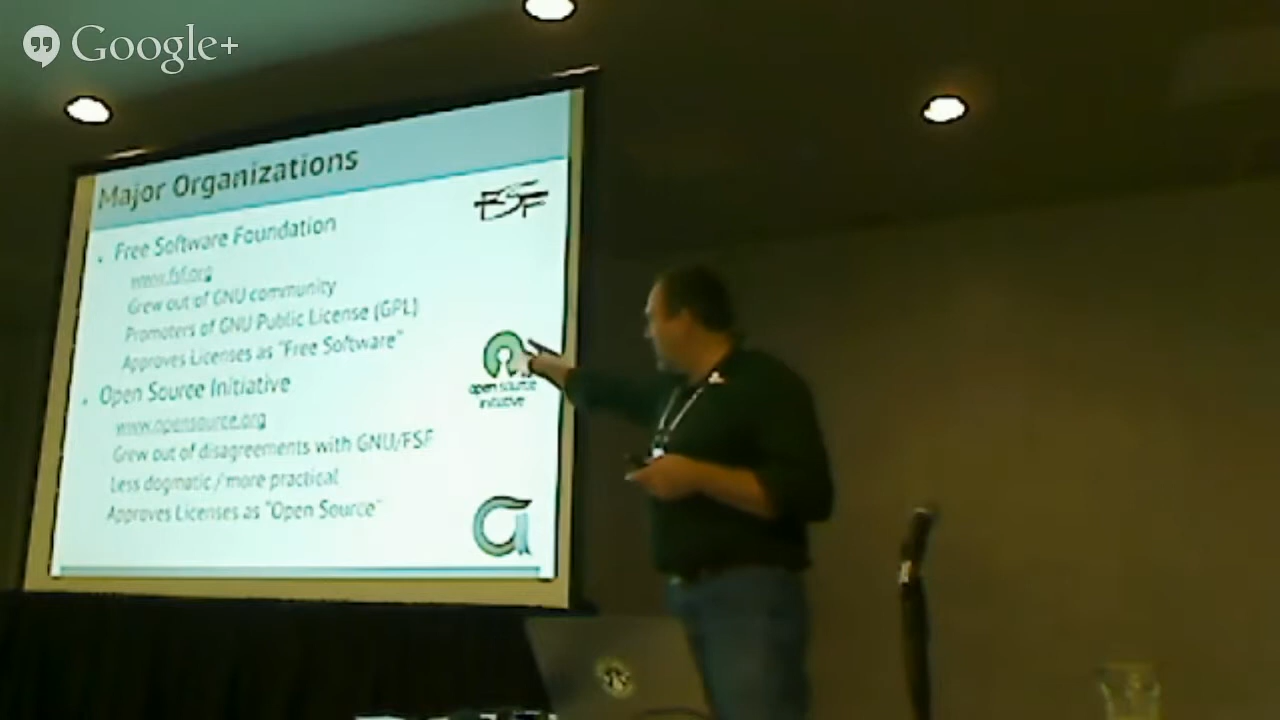 Google+
Major Organizations
FSF
Free Software Foundation
www.fsf.org
Grew out of GNU community
Promoters of GNU Public License (GPL)
Approves Licenses as "Free Software"
open source
initiative
Open Source Initiative
www.opensource.org
Grew out of disagreements with GNU/FSF
Less dogmatic / more practical
Approves Licenses as "Open Source"